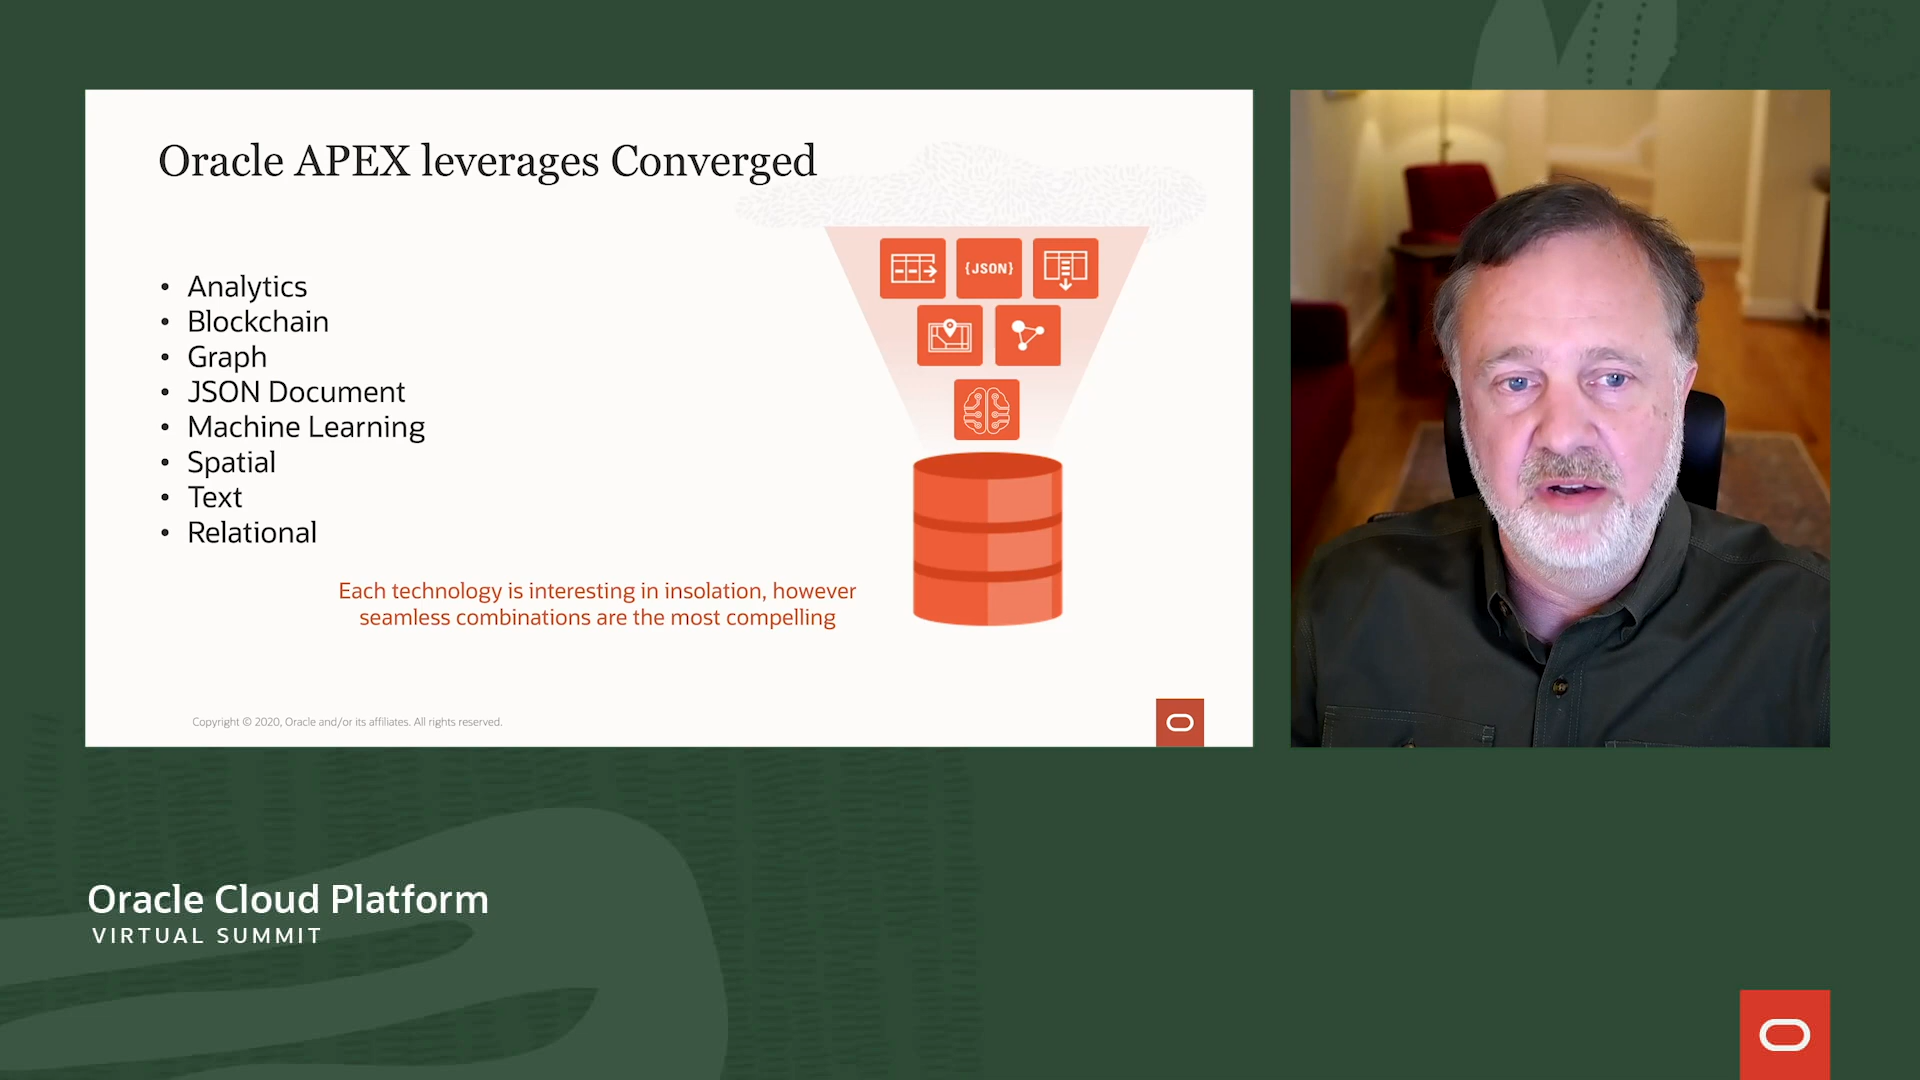 Oracle APEX leverages Converged
• Analytics
• Blockchain
• Graph
• JSON Document
• Machine Learning
• Spatial
• Text
• Relational
{JSON}
Each technology is interesting in insolation, however
seamless combinations are the most compelling
Copyright © 2020, Oracle and/or its affiliates. All rights reserved.
Oracle Cloud Platform
VIRTUAL SUMMIT